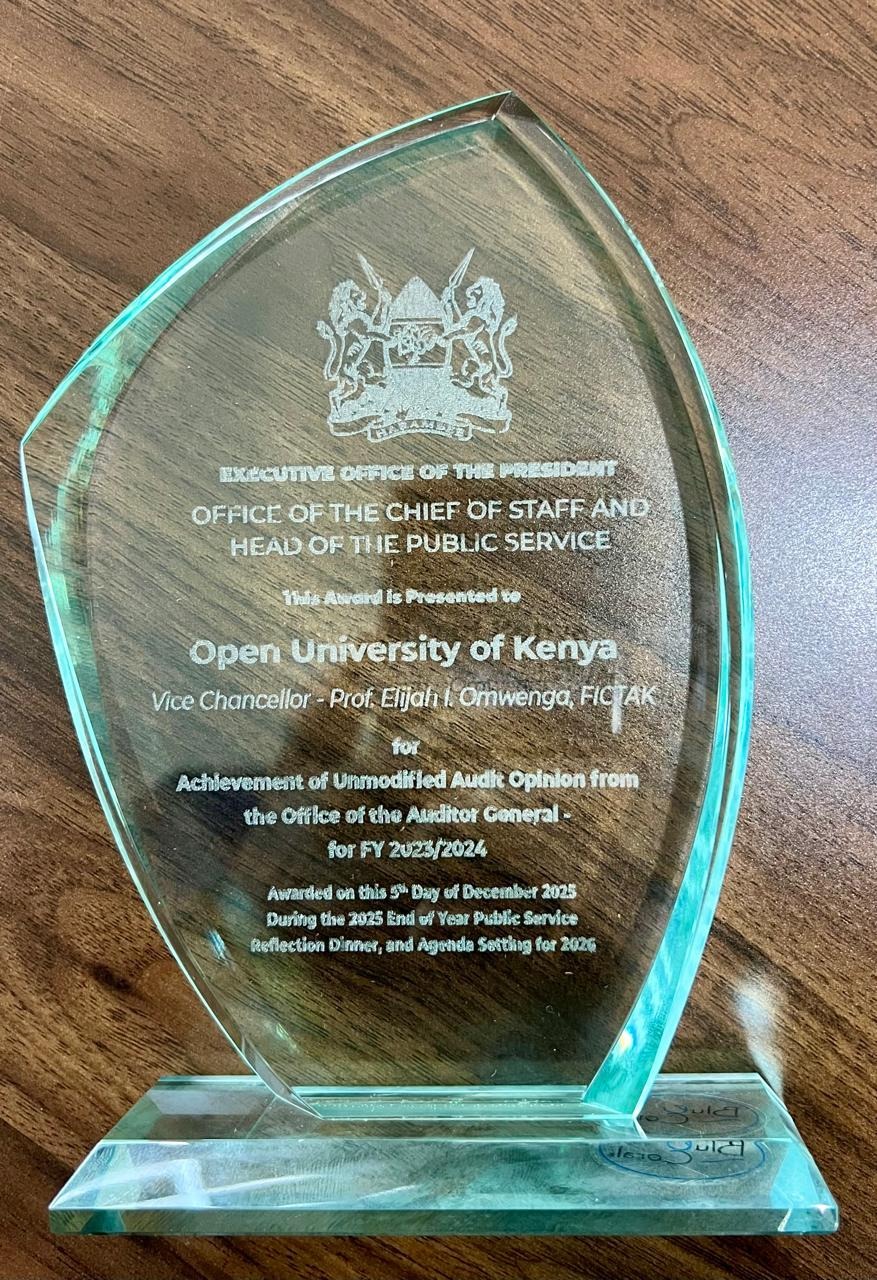 HARAMBEE
EXECUTIVE OFFICE OF THE PRESIDENT
OFFICE OF THE CHIEF OF STAFF AND
HEAD OF THE PUBLIC SERVICE
This Award is Presented to
Open University of Kenya
Vice Chancellor - Prof. Elijah I. Omwenga, FICTAK
for
Achievement of Unmodified Audit Opinion from
the Office of the Auditor General -
for FY 2023/2024
Awarded on this 5th Day of December 2025
During the 2025 End of Year Public Service
Reflection Dinner, and Agenda Setting for 2026